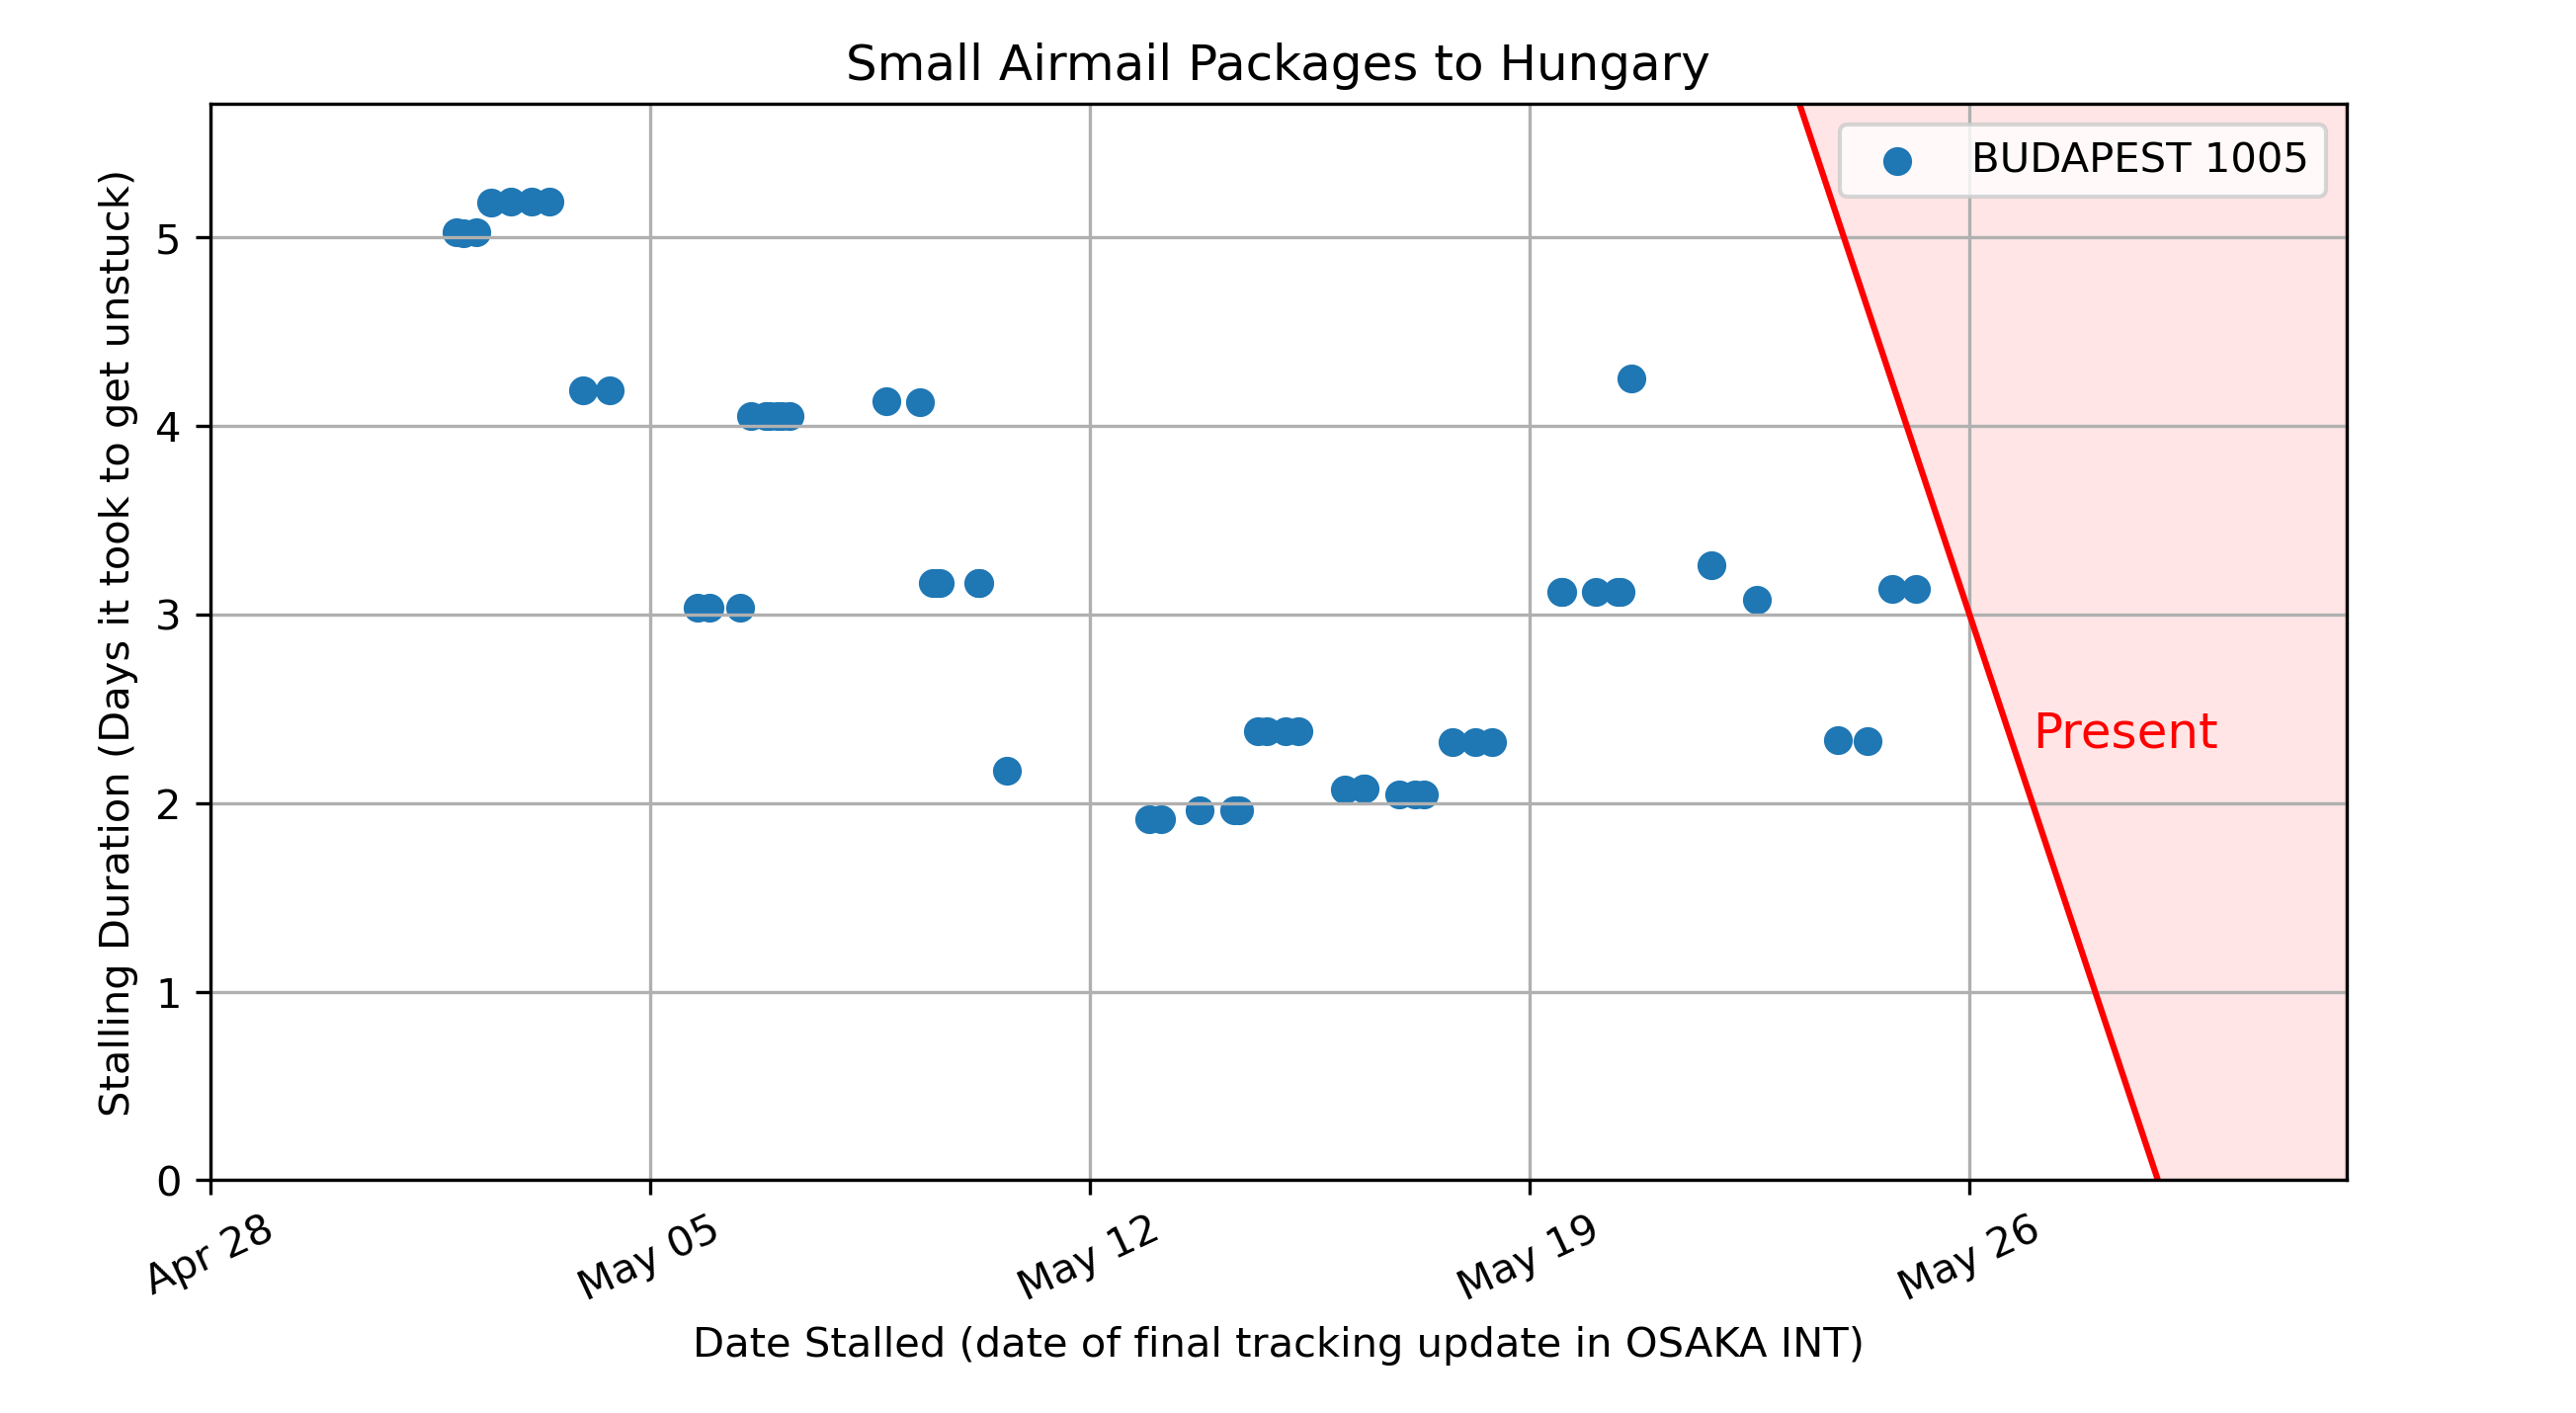 Small Airmail Packages to Hungary
BUDAPEST 1005
Stalling Duration (Days it took to get unstuck)
5
4
3
2
1
0
Present
Apr 28
May 05
May 12
May 19
May 26
Date Stalled (date of final tracking update in OSAKA INT)